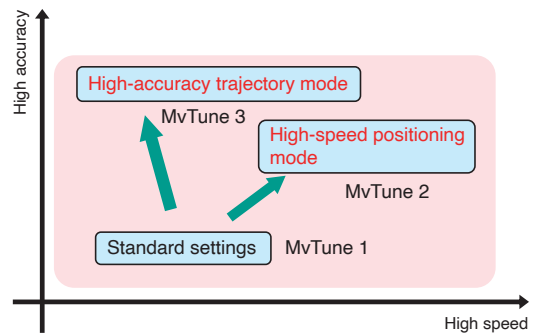 High accuracy
High-accuracy trajectory mode
MvTune 3
High-speed positioning
mode
MvTune 2
Standard settings
MvTune 1
High speed